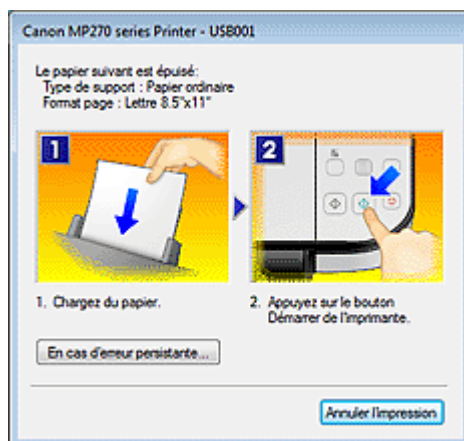 Canon MP270 series Printer - USB001
Le papier suivant est épuisé:
Type de support : Papier ordinaire
Format page : Lettre 8.5"x11"
1
2
1. Chargez du papier.
2. Appuyez sur le bouton
Démarrer de l'imprimante.
En cas d'erreur persistante...
Annuler l'impression